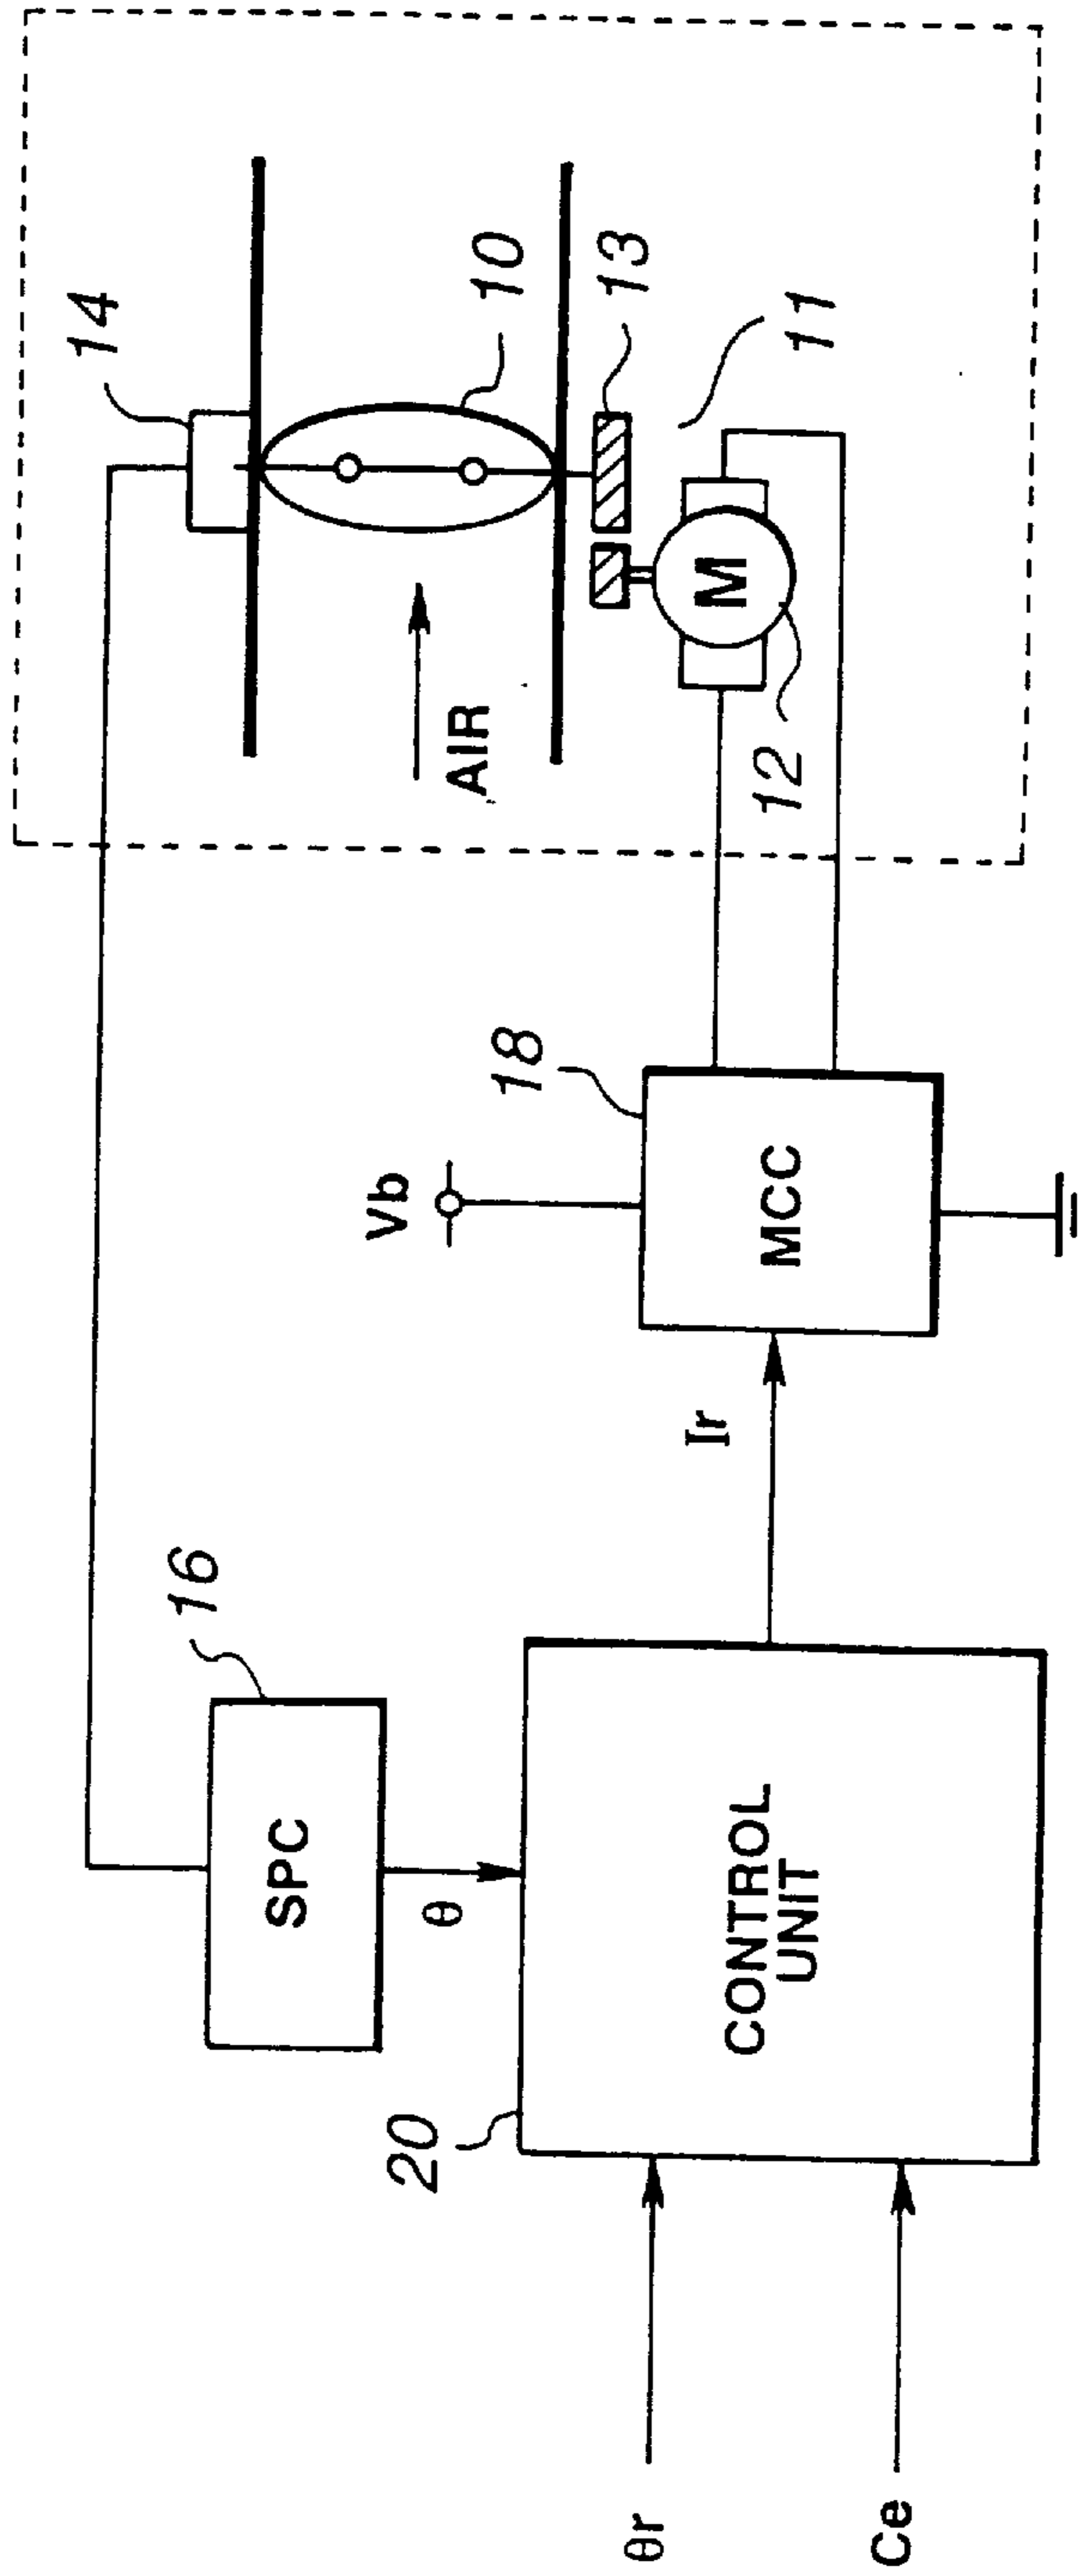 14
10
13
11
AIR
M
12
18
Vb
MCC
Ir
16
SPC
θ
20
CONTROL
UNIT
θr
Ce